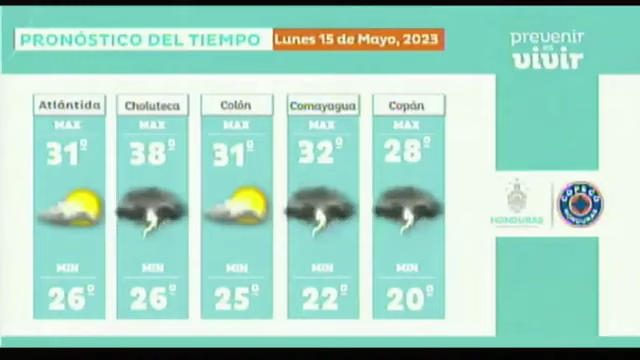 PRONÓSTICO DEL TIEMPO
Lunes 15 de Mayo, 2023
prevenir
es
vivir
Atlántida
MAX
31º
MIN
26º
Choluteca
MAX
38º
MIN
26º
Colón
MAX
31º
MIN
25º
Comayagua
MAX
32º
MIN
22º
Copán
MAX
28º
MIN
20º
HONDURAS
COPECO
HONDURAS